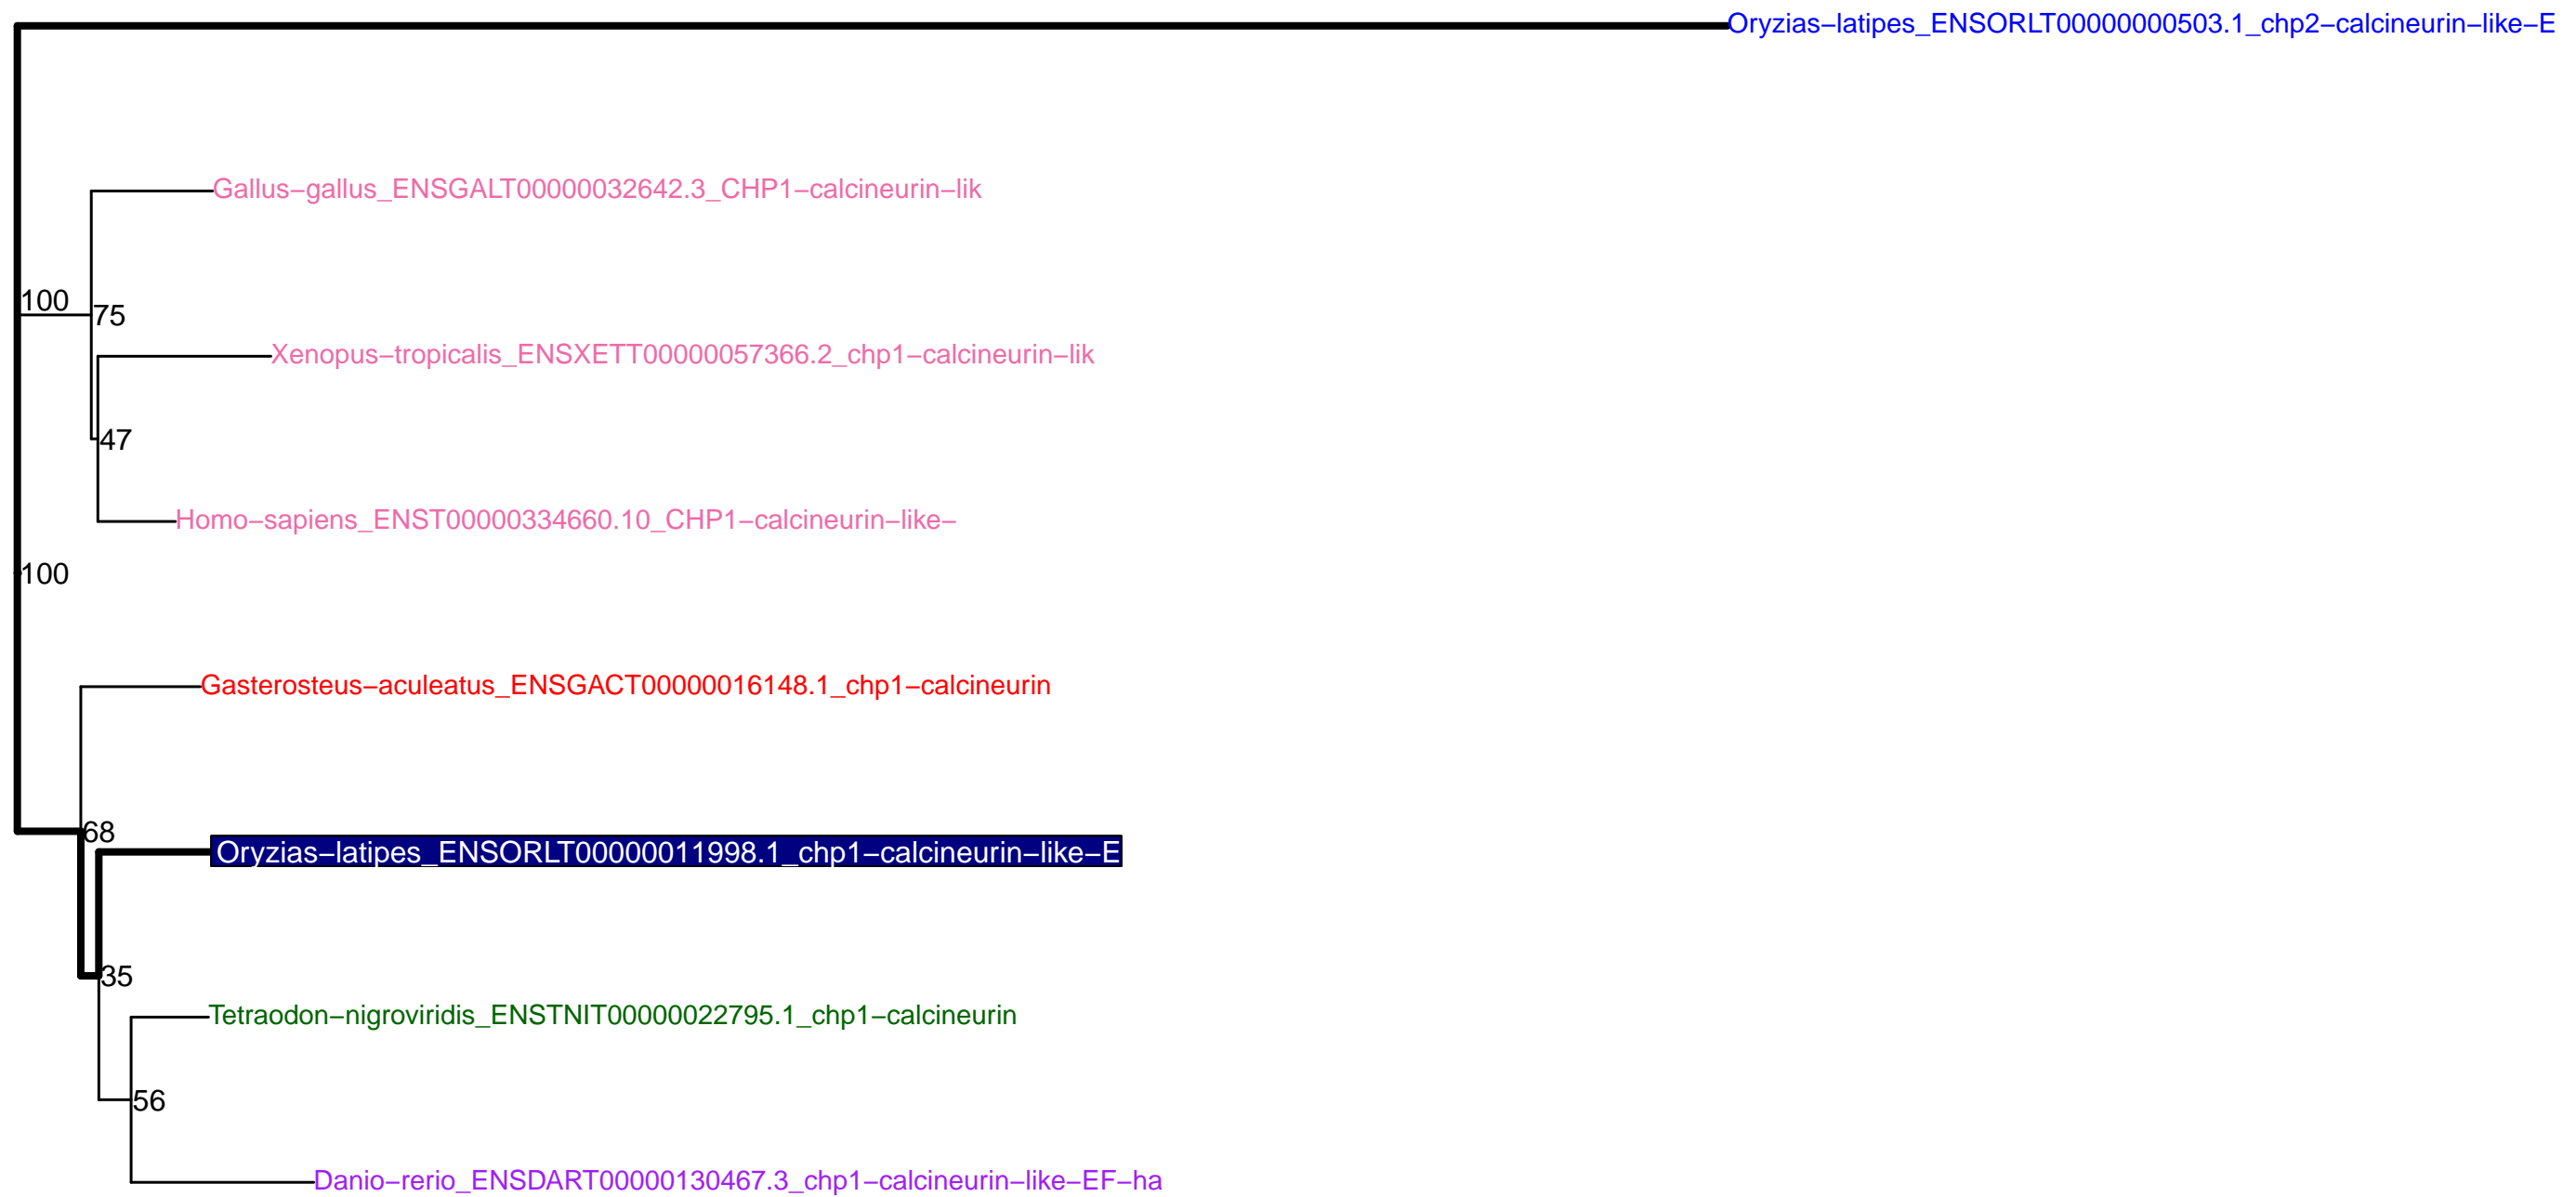 Oryzias−latipes_ENSORLT00000000503.1_chp2−calcineurin−like−E
Gallus−gallus_ENSGALT00000032642.3_CHP1−calcineurin−lik
100
75
Xenopus−tropicalis_ENSXETT00000057366.2_chp1−calcineurin−lik
47
Homo−sapiens_ENST00000334660.10_CHP1−calcineurin−like−
100
Gasterosteus−aculeatus_ENSGACT00000016148.1_chp1−calcineurin
68
Oryzias−latipes_ENSORLT00000011998.1_chp1−calcineurin−like−E
35
Tetraodon−nigroviridis_ENSTNIT00000022795.1_chp1−calcineurin
56
Danio−rerio_ENSDART00000130467.3_chp1−calcineurin−like−EF−ha